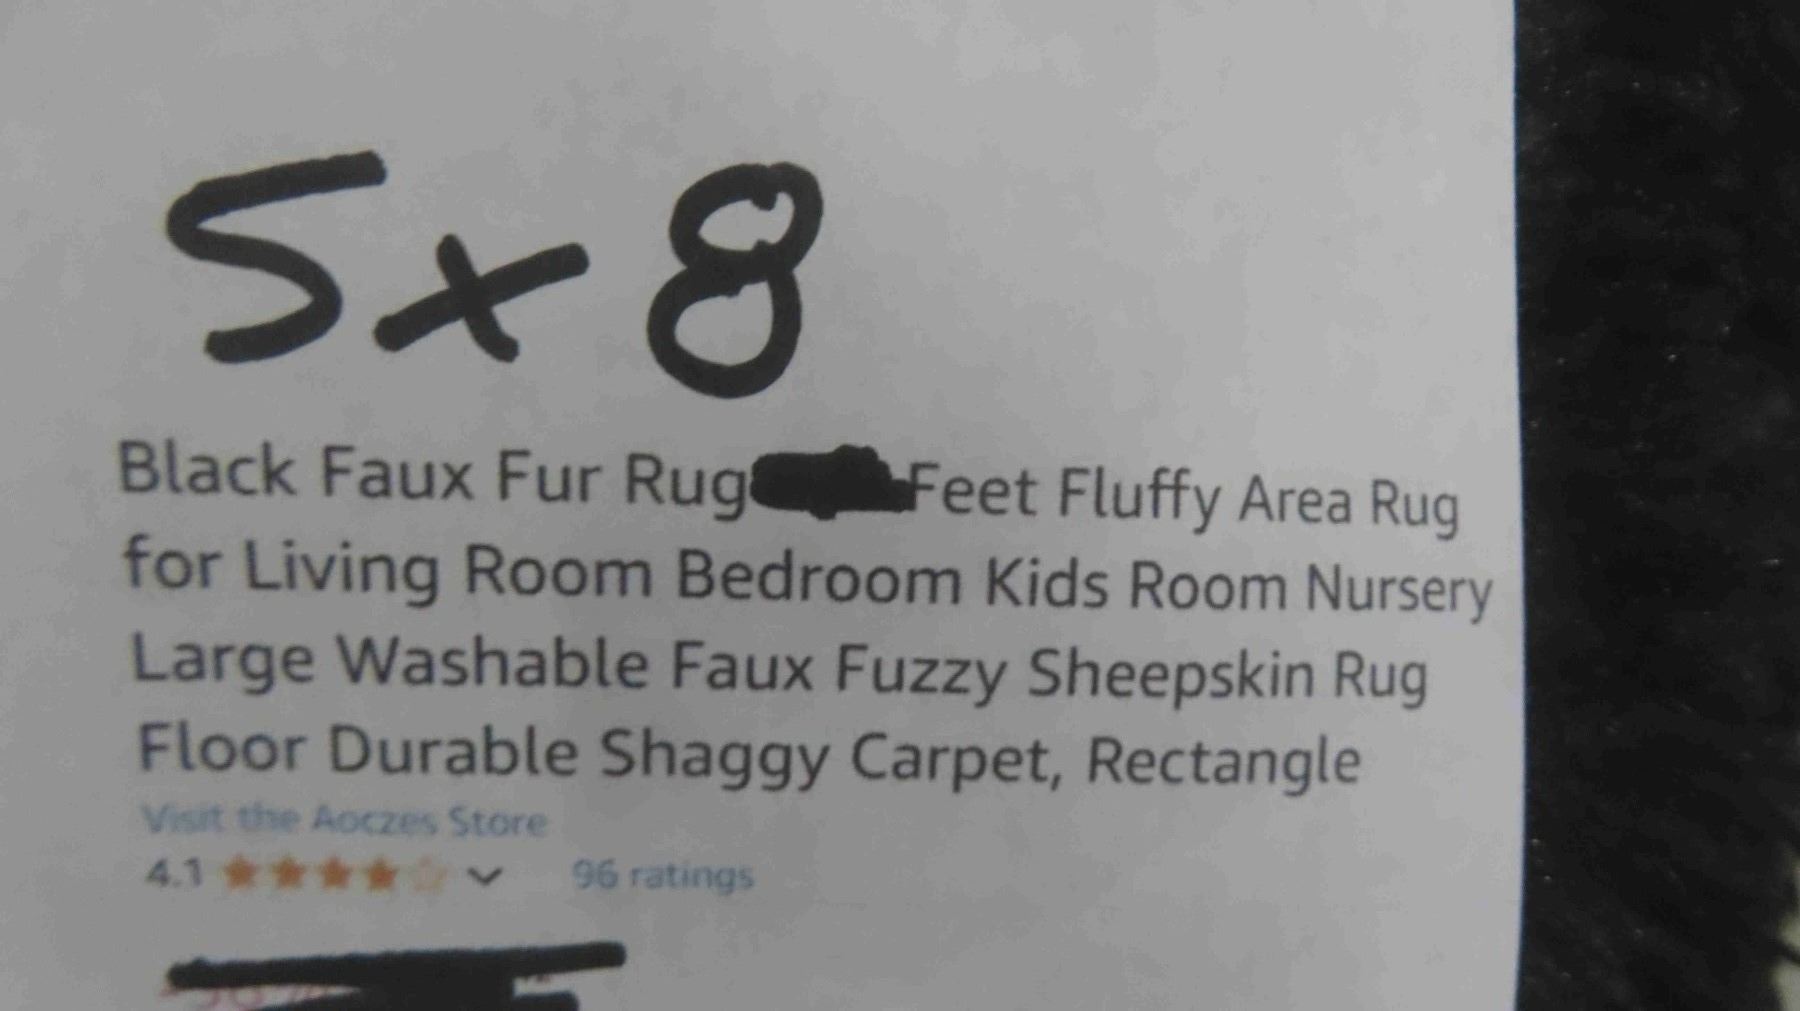 5x8
Black Faux Fur Rug Feet Fluffy Area Rug
for Living Room Bedroom Kids Room Nursery
Large Washable Faux Fuzzy Sheepskin Rug
Floor Durable Shaggy Carpet, Rectangle
Visit the Aoczes Store
4.1 96 ratings